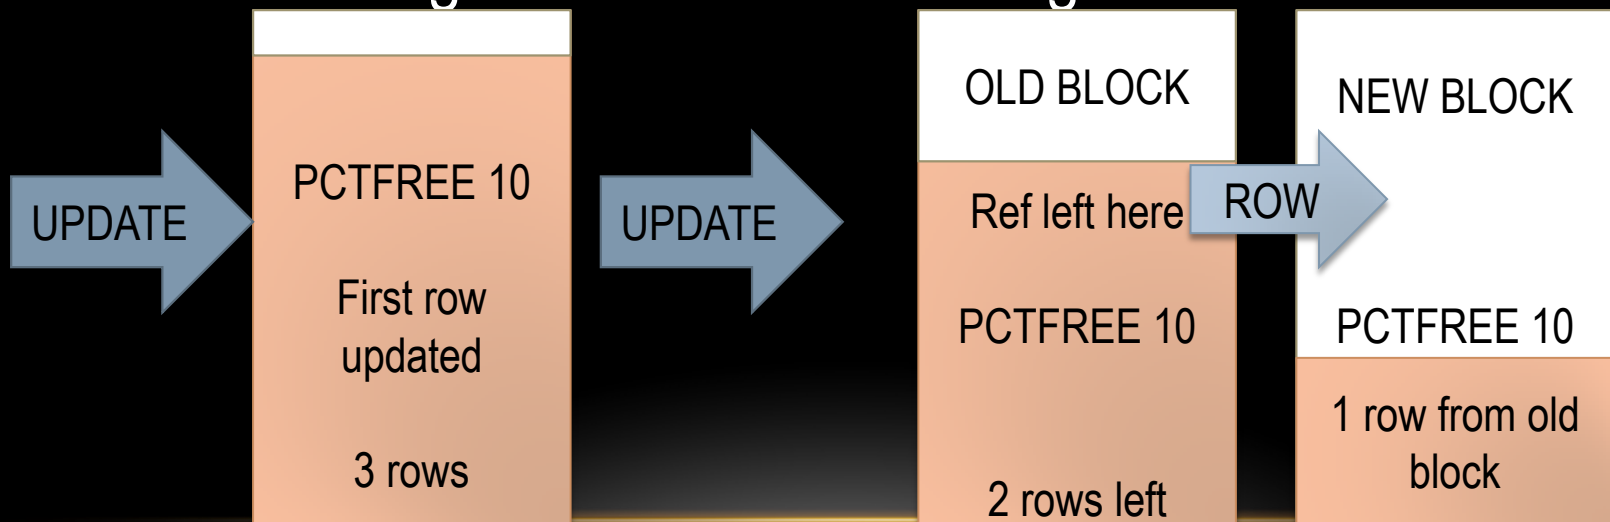 UPDATE
PCTFREE 10
First row
updated
3 rows
UPDATE
OLD BLOCK
Ref left here
PCTFREE 10
2 rows left
ROW
NEW BLOCK
PCTFREE 10
1 row from old
block